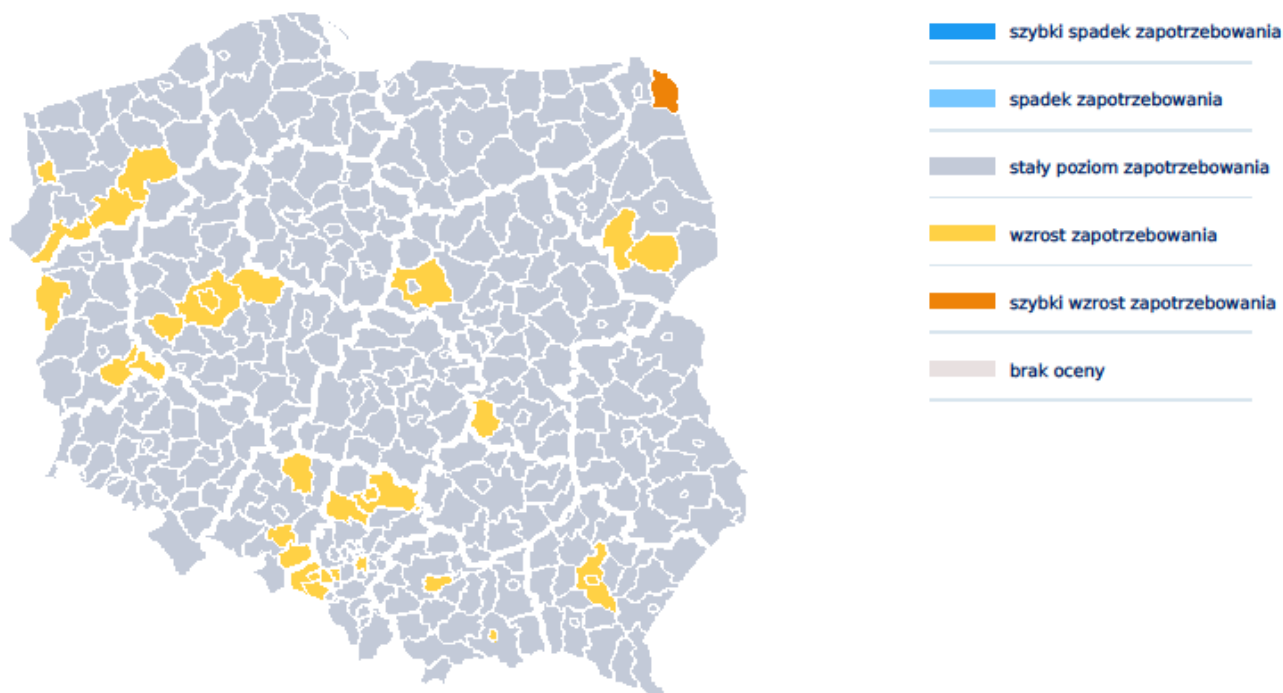 szybki spadek zapotrzebowania
spadek zapotrzebowania
stały poziom zapotrzebowania
wzrost zapotrzebowania
szybki wzrost zapotrzebowania
brak oceny